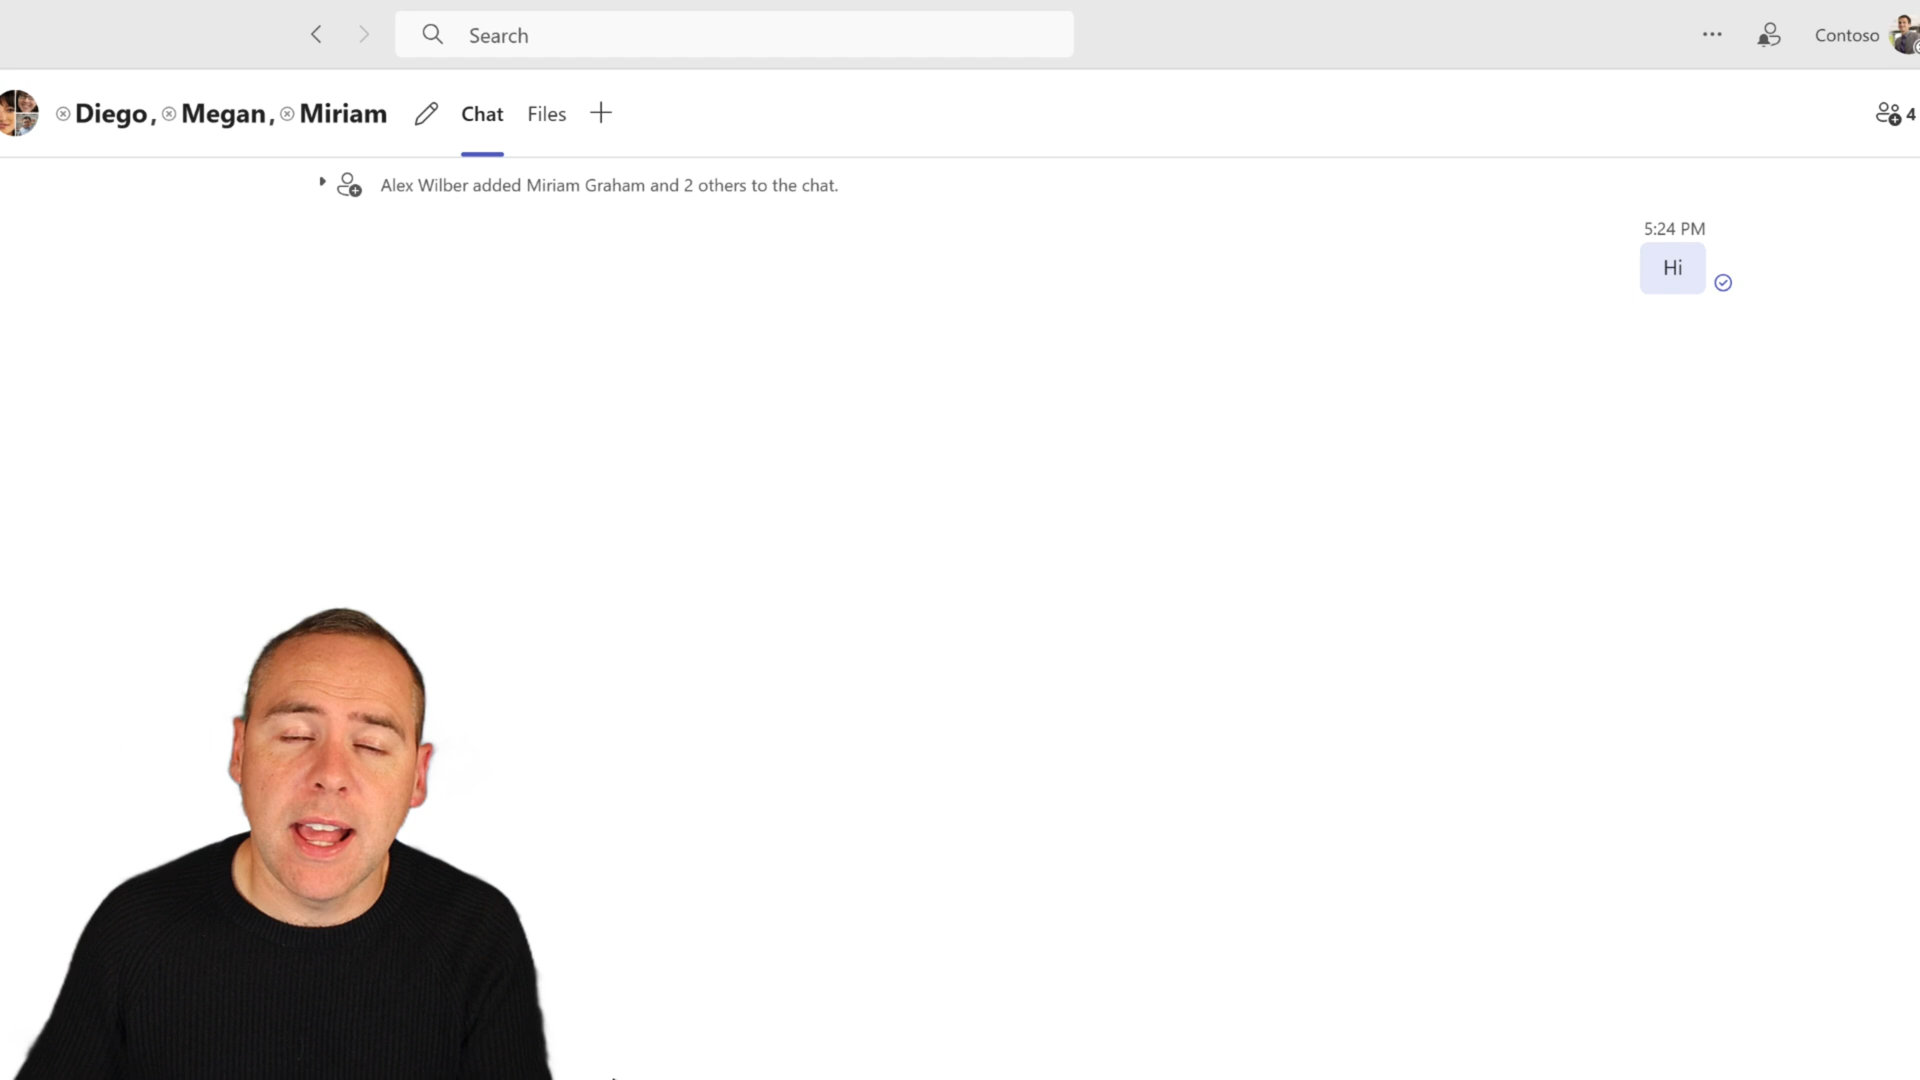 Search
Contoso
Diego, Megan, Miriam
Chat
Files
4
Alex Wilber added Miriam Graham and 2 others to the chat.
5:24 PM
Hi